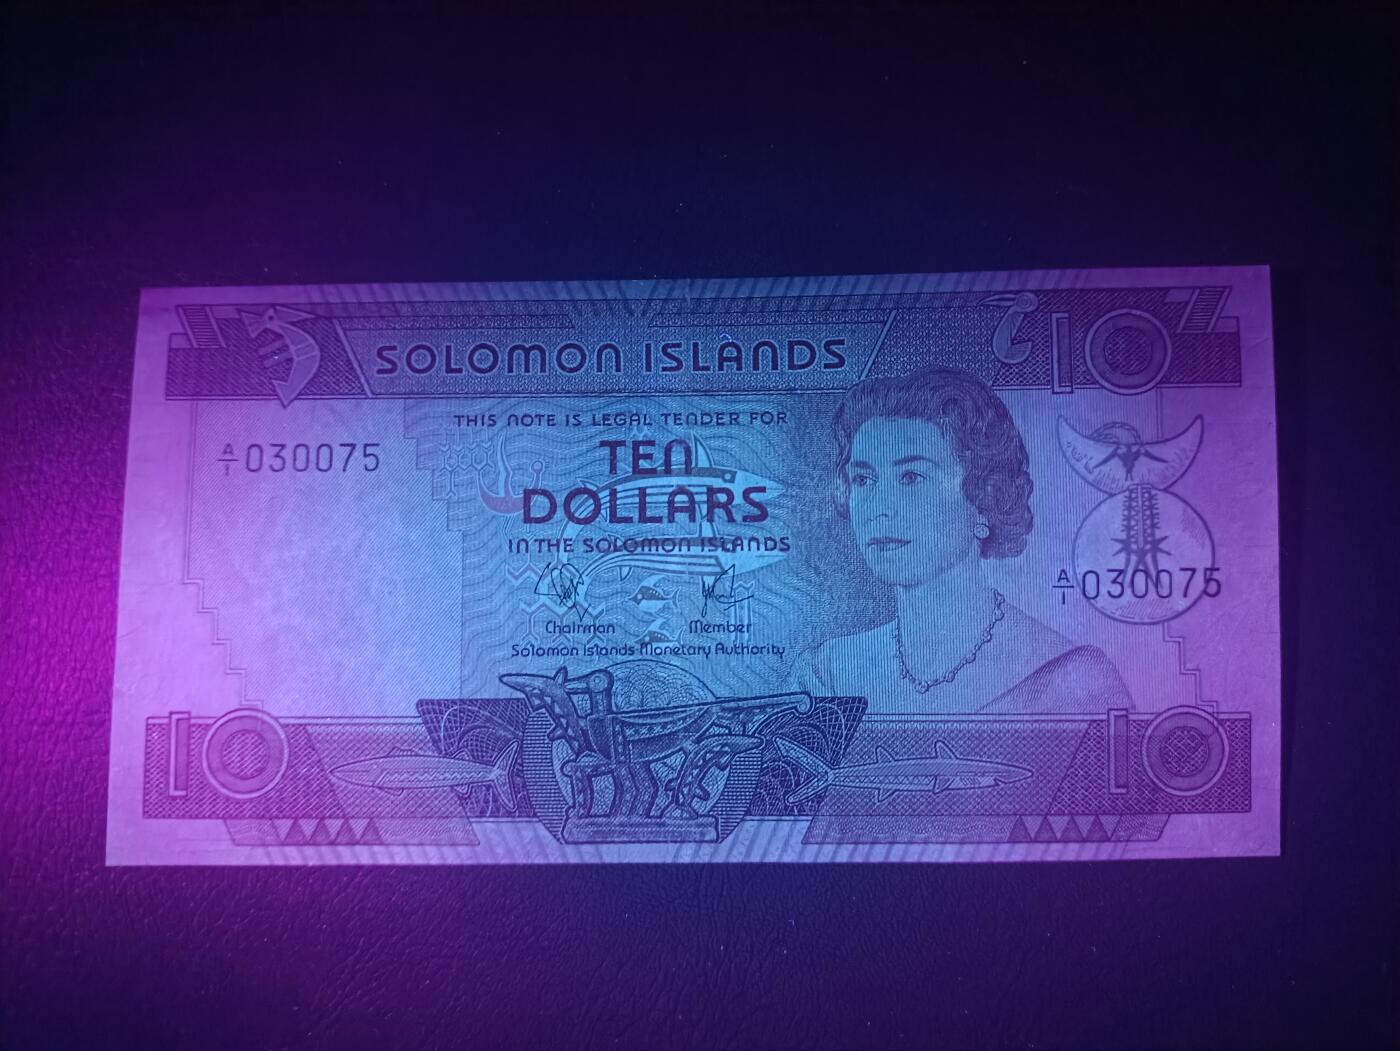 SOLOMON ISLANDS
10
THIS NOTE IS LEGAL TENDER FOR
A/1 030075
TEN
DOLLARS
IN THE SOLOMON ISLANDS
A/1 030075
Chairman Member
Solomon Islands Monetary Authority
10
10